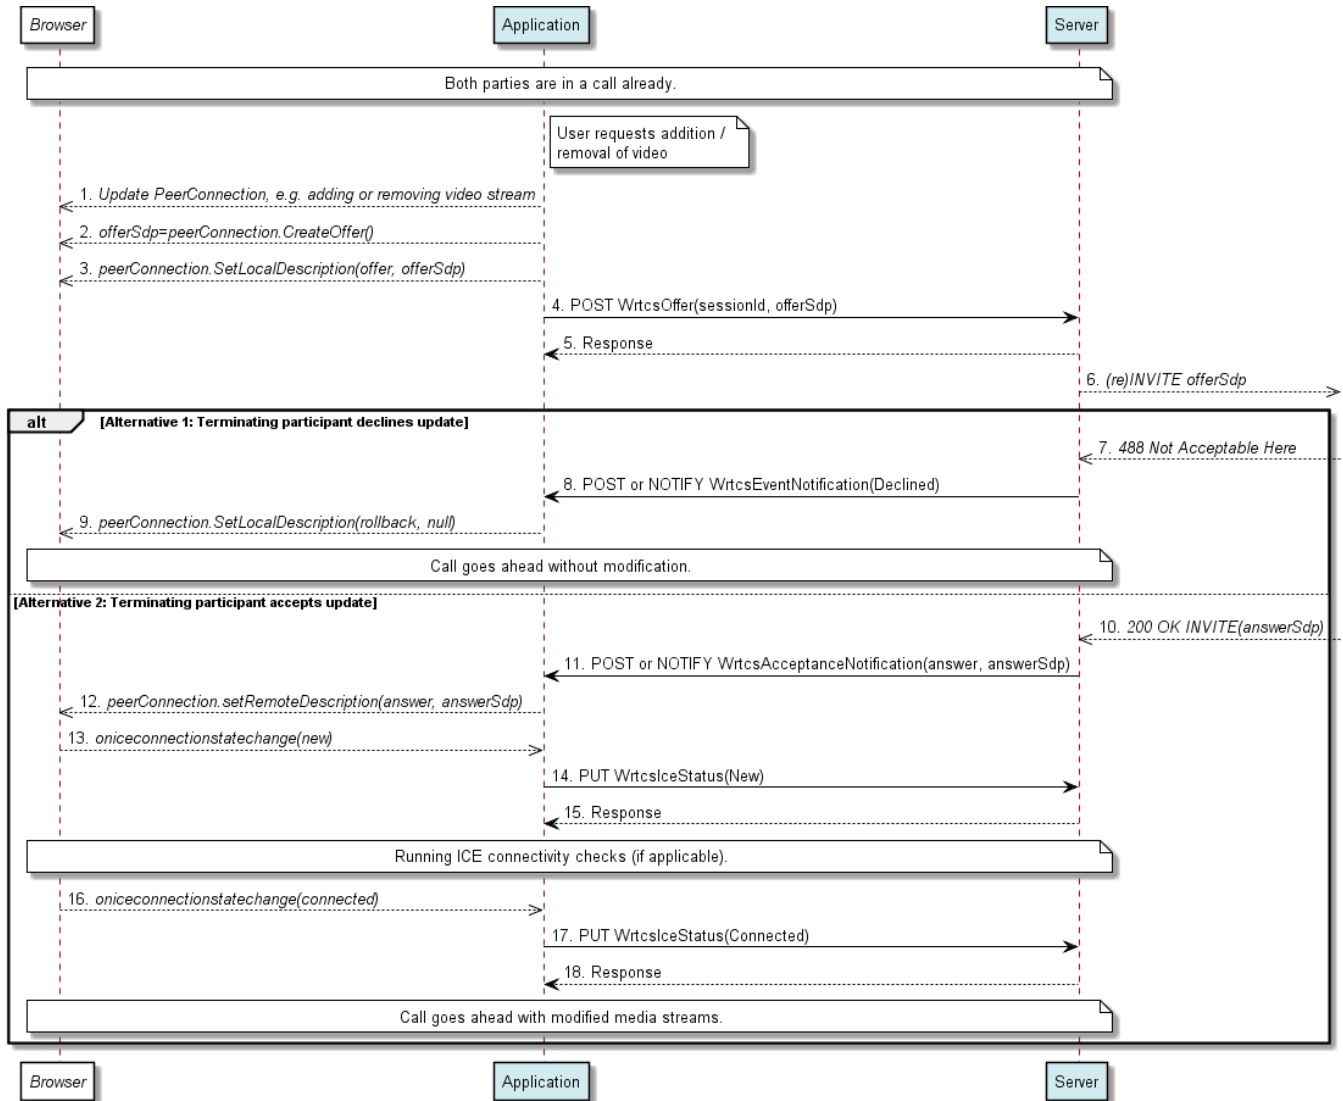 Browser
Application
Server
Both parties are in a call already.
User requests addition /
removal of video
1. Update PeerConnection, e.g. adding or removing video stream
2. offerSdp=peerConnection.CreateOffer()
3. peerConnection.SetLocalDescription(offer, offerSdp)
4. POST WrtcsOffer(sessionId, offerSdp)
5. Response
6. (re)INVITE offerSdp
alt
[Alternative 1: Terminating participant declines update]
7. 488 Not Acceptable Here
8. POST or NOTIFY WrtcsEventNotification(Declined)
9. peerConnection.SetLocalDescription(rollback, null)
Call goes ahead without modification.
[Alternative 2: Terminating participant accepts update]
10. 200 OK INVITE(answerSdp)
11. POST or NOTIFY WrtcsAcceptanceNotification(answer, answerSdp)
12. peerConnection.setRemoteDescription(answer, answerSdp)
13. oniceconnectionstatechange(new)
14. PUT WrtcsIceStatus(New)
15. Response
Running ICE connectivity checks (if applicable).
16. oniceconnectionstatechange(connected)
17. PUT WrtcsIceStatus(Connected)
18. Response
Call goes ahead with modified media streams.
Browser
Application
Server